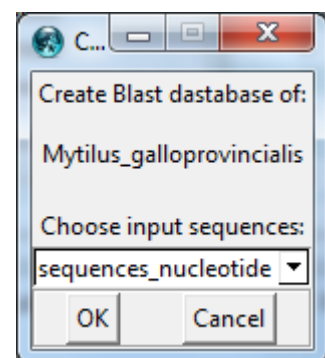 C...
Create Blast dastabase of:
Mytilus_galloprovincialis
Choose input sequences:
sequences_nucleotide
OK Cancel